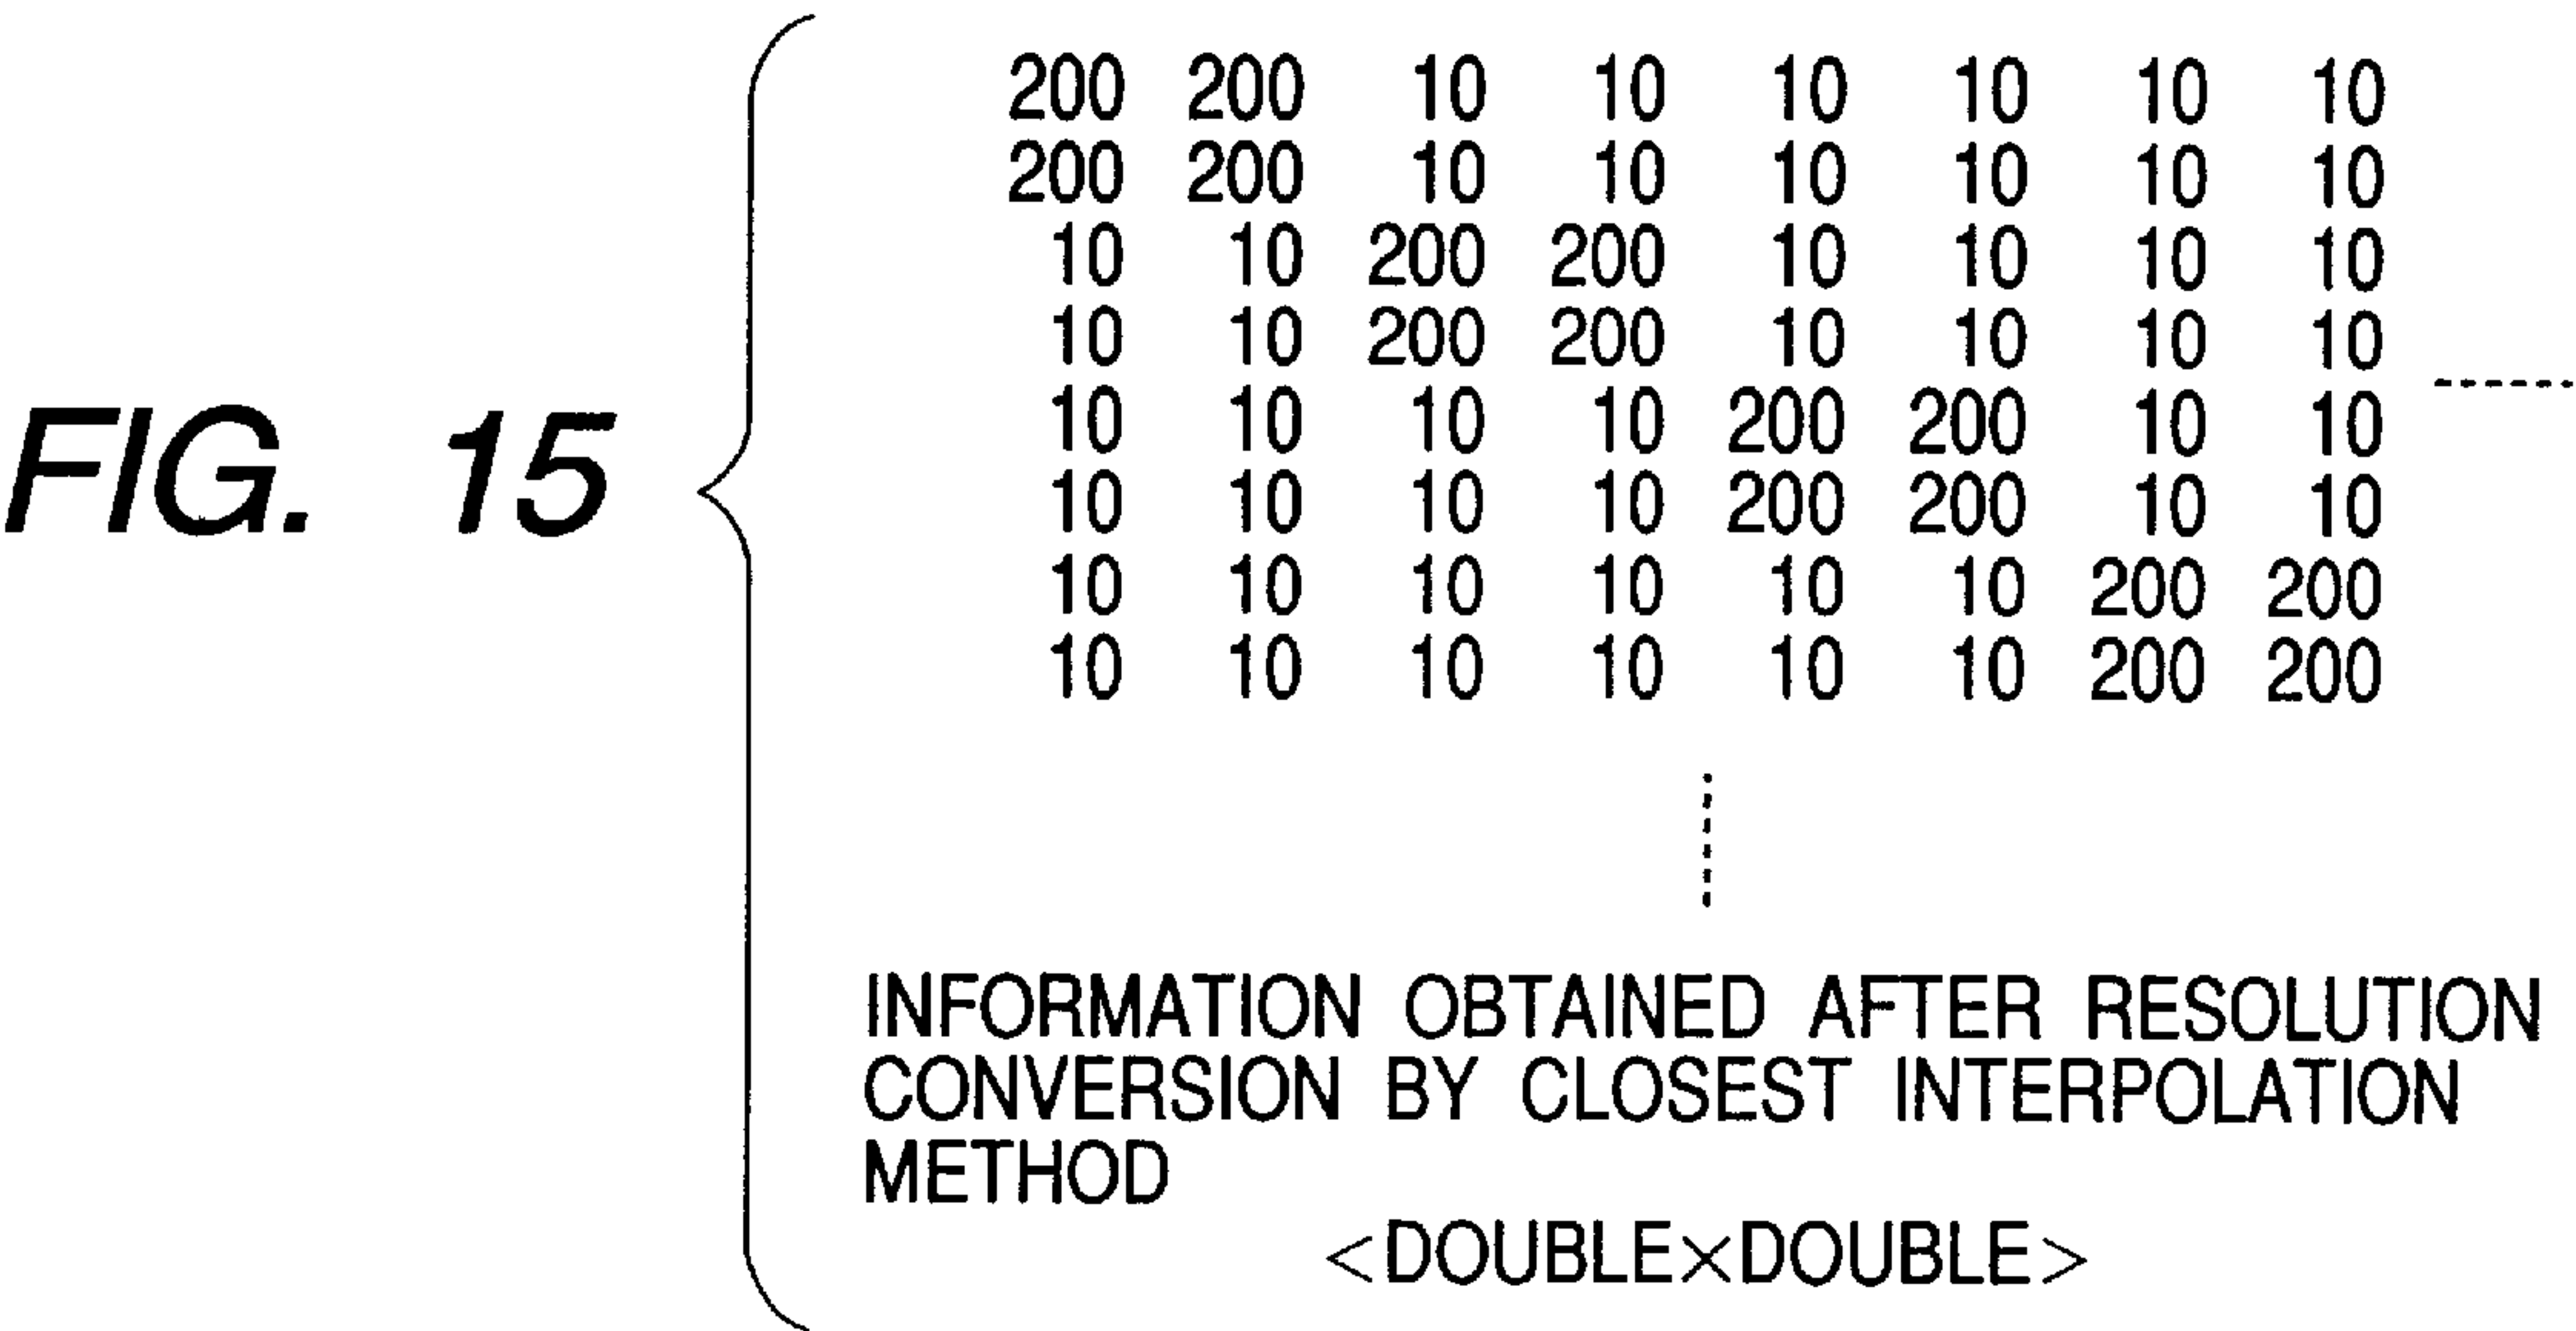 FIG. 15
200 200 10 10 10 10 10 10
200 200 10 10 10 10 10 10
10 10 200 200 10 10 10 10
10 10 200 200 10 10 10 10
10 10 10 10 200 200 10 10
10 10 10 10 200 200 10 10
10 10 10 10 10 10 200 200
10 10 10 10 10 10 200 200
INFORMATION OBTAINED AFTER RESOLUTION
CONVERSION BY CLOSEST INTERPOLATION
METHOD
<DOUBLE×DOUBLE>